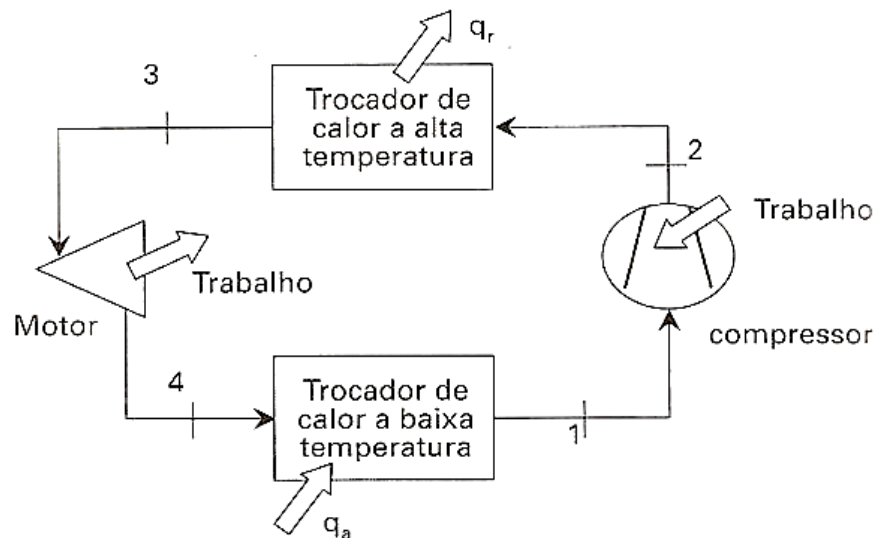 q_r
3
Trocador de
calor a alta
temperatura
2
Trabalho
Trabalho
Motor
compressor
4
Trocador de
calor a baixa
temperatura
1
q_a